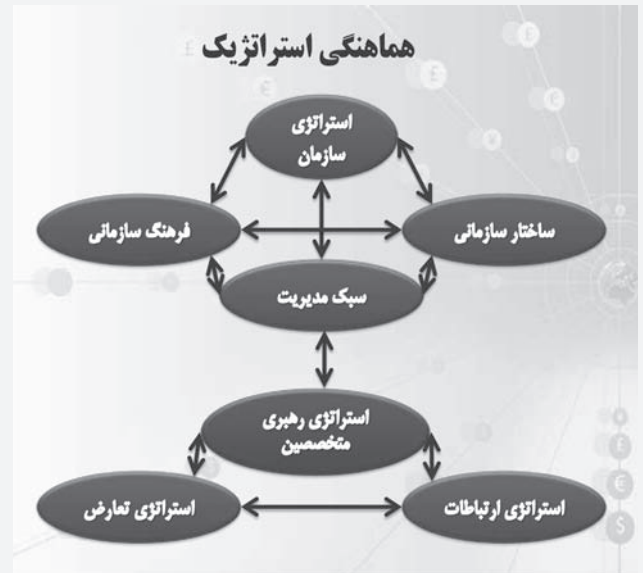 هماهنگی استراتژیک
استراتژی
سازمان
ساختار سازمانی
فرهنگ سازمانی
سبک مدیریت
استراتژی رهبری
متخصصین
استراتژی ارتباطات
استراتژی تعارض